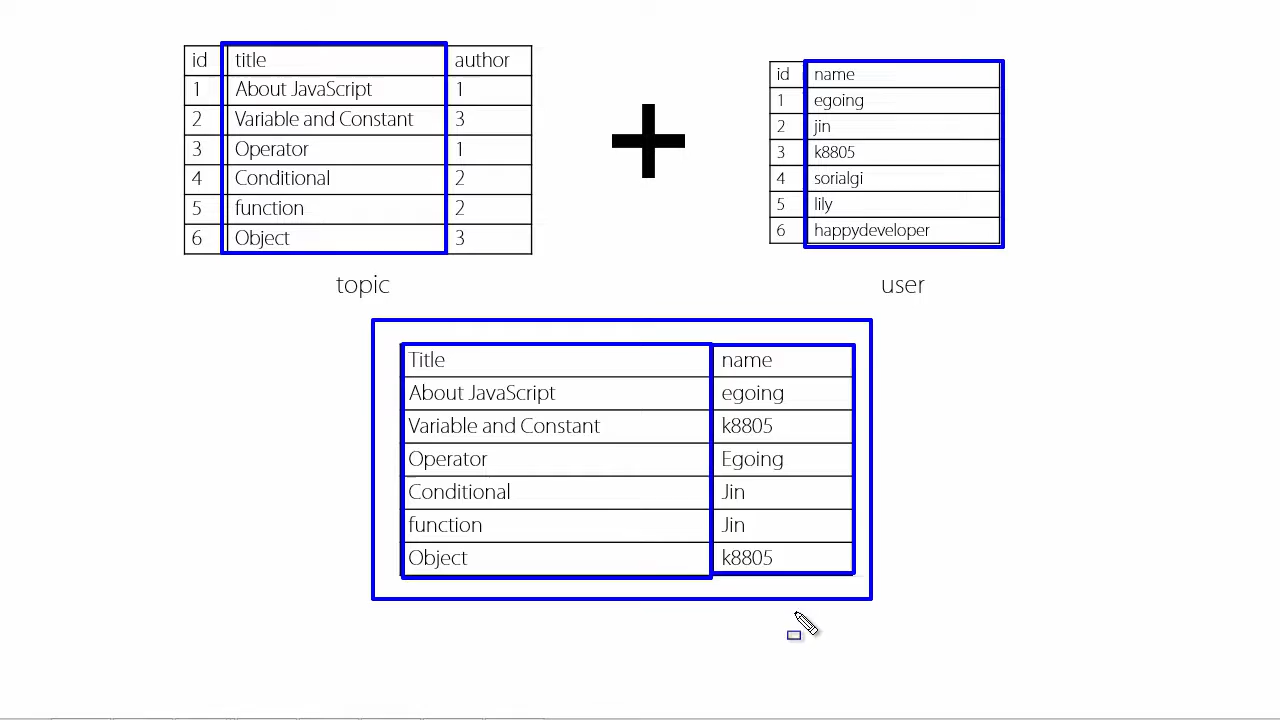 id title author
1 About JavaScript 1
2 Variable and Constant 3
3 Operator 1
4 Conditional 2
5 function 2
6 Object 3
topic
id name
1 egoing
2 jin
3 k8805
4 sorialgi
5 lily
6 happydeveloper
user
Title name
About JavaScript egoing
Variable and Constant k8805
Operator Egoing
Conditional Jin
function Jin
Object k8805